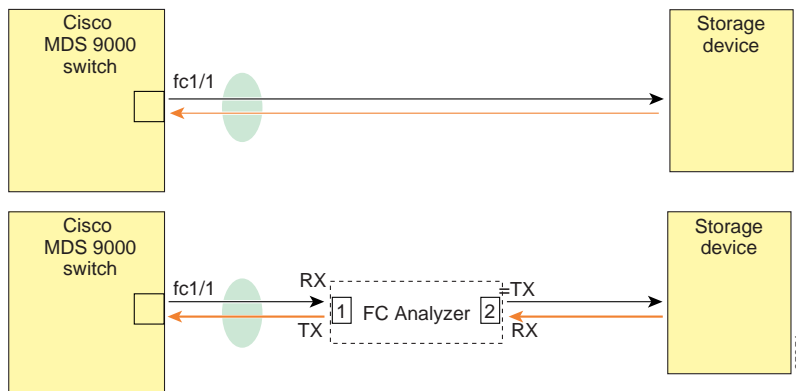 Cisco
MDS 9000
switch
Storage
device
fc1/1
Cisco
MDS 9000
switch
Storage
device
fc1/1
RX
=TX
1
FC Analyzer
2
TX
RX